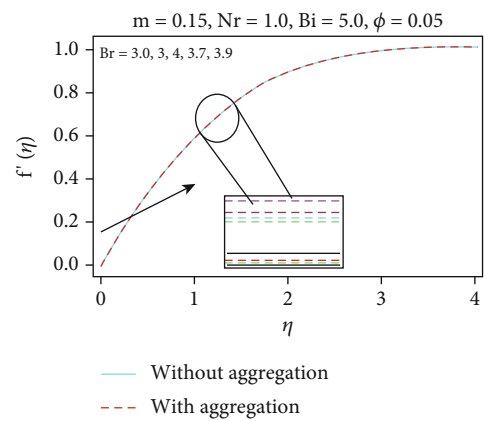 m = 0.15, Nr = 1.0, Bi = 5.0, ϕ = 0.05
Br = 3.0, 3, 4, 3.7, 3.9
1.0
0.8
0.6
0.4
0.2
0.0
f' (η)
0 1 2 3 4
η
Without aggregation
With aggregation